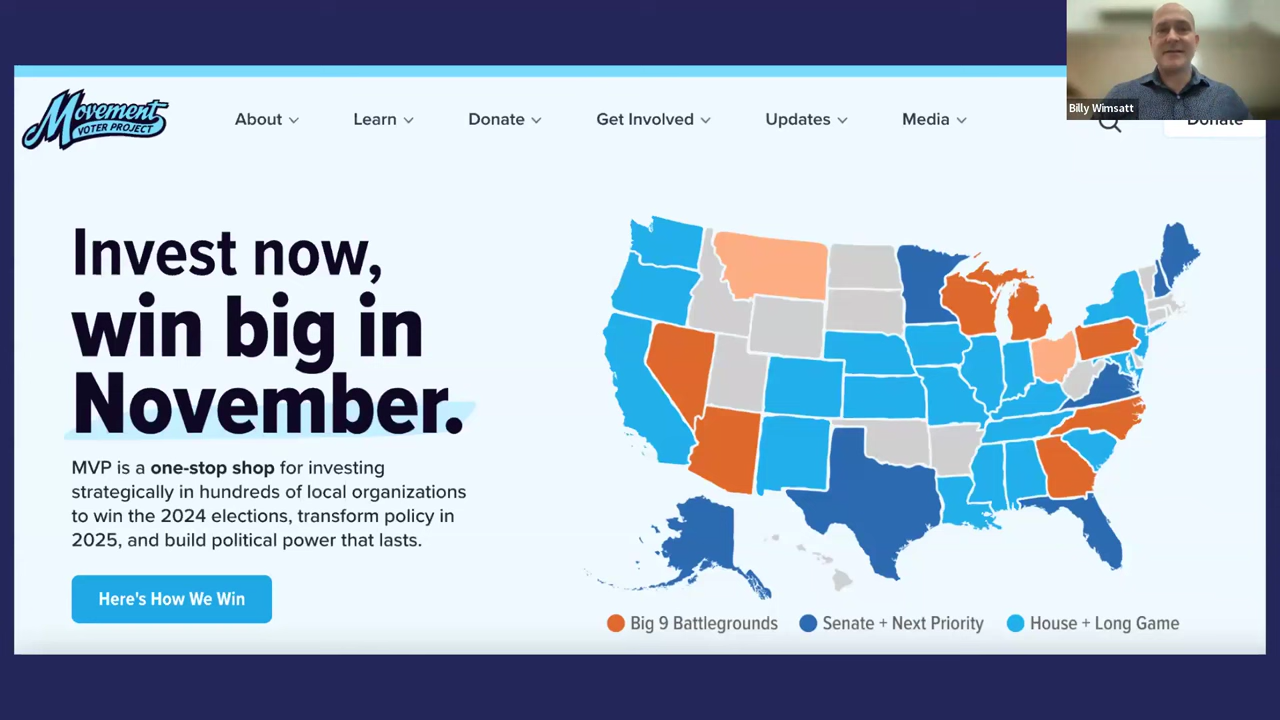 Billy Wimsatt
Movement
VOTER PROJECT
About
Learn
Donate
Get Involved
Updates
Media
Donate
Invest now,
win big in
November.
MVP is a one-stop shop for investing
strategically in hundreds of local organizations
to win the 2024 elections, transform policy in
2025, and build political power that lasts.
Here's How We Win
Big 9 Battlegrounds
Senate + Next Priority
House + Long Game